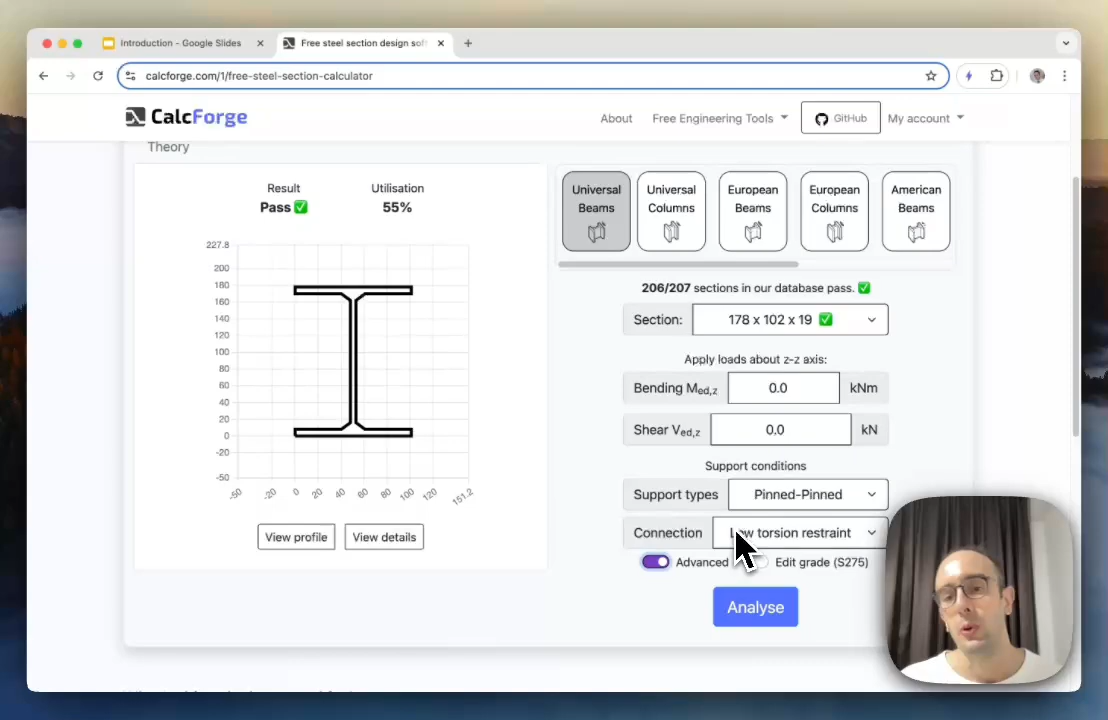 Introduction - Google Slides
Free steel section design soft
calcforge.com/1/free-steel-section-calculator
CalcForge
About
Free Engineering Tools
GitHub
My account
Theory
Result
Utilisation
Pass
55%
227.8
200
180
160
140
120
100
80
60
40
20
0
-20
-50
-50
-20
0
20
40
60
80
100
120
151.2
View profile
View details
Universal Beams
Universal Columns
European Beams
European Columns
American Beams
206/207 sections in our database pass.
Section:
178 x 102 x 19
Apply loads about z-z axis:
Bending Med,z
0.0
kNm
Shear Ved,z
0.0
kN
Support conditions
Support types
Pinned-Pinned
Connection
Low torsion restraint
Advanced
Edit grade (S275)
Analyse